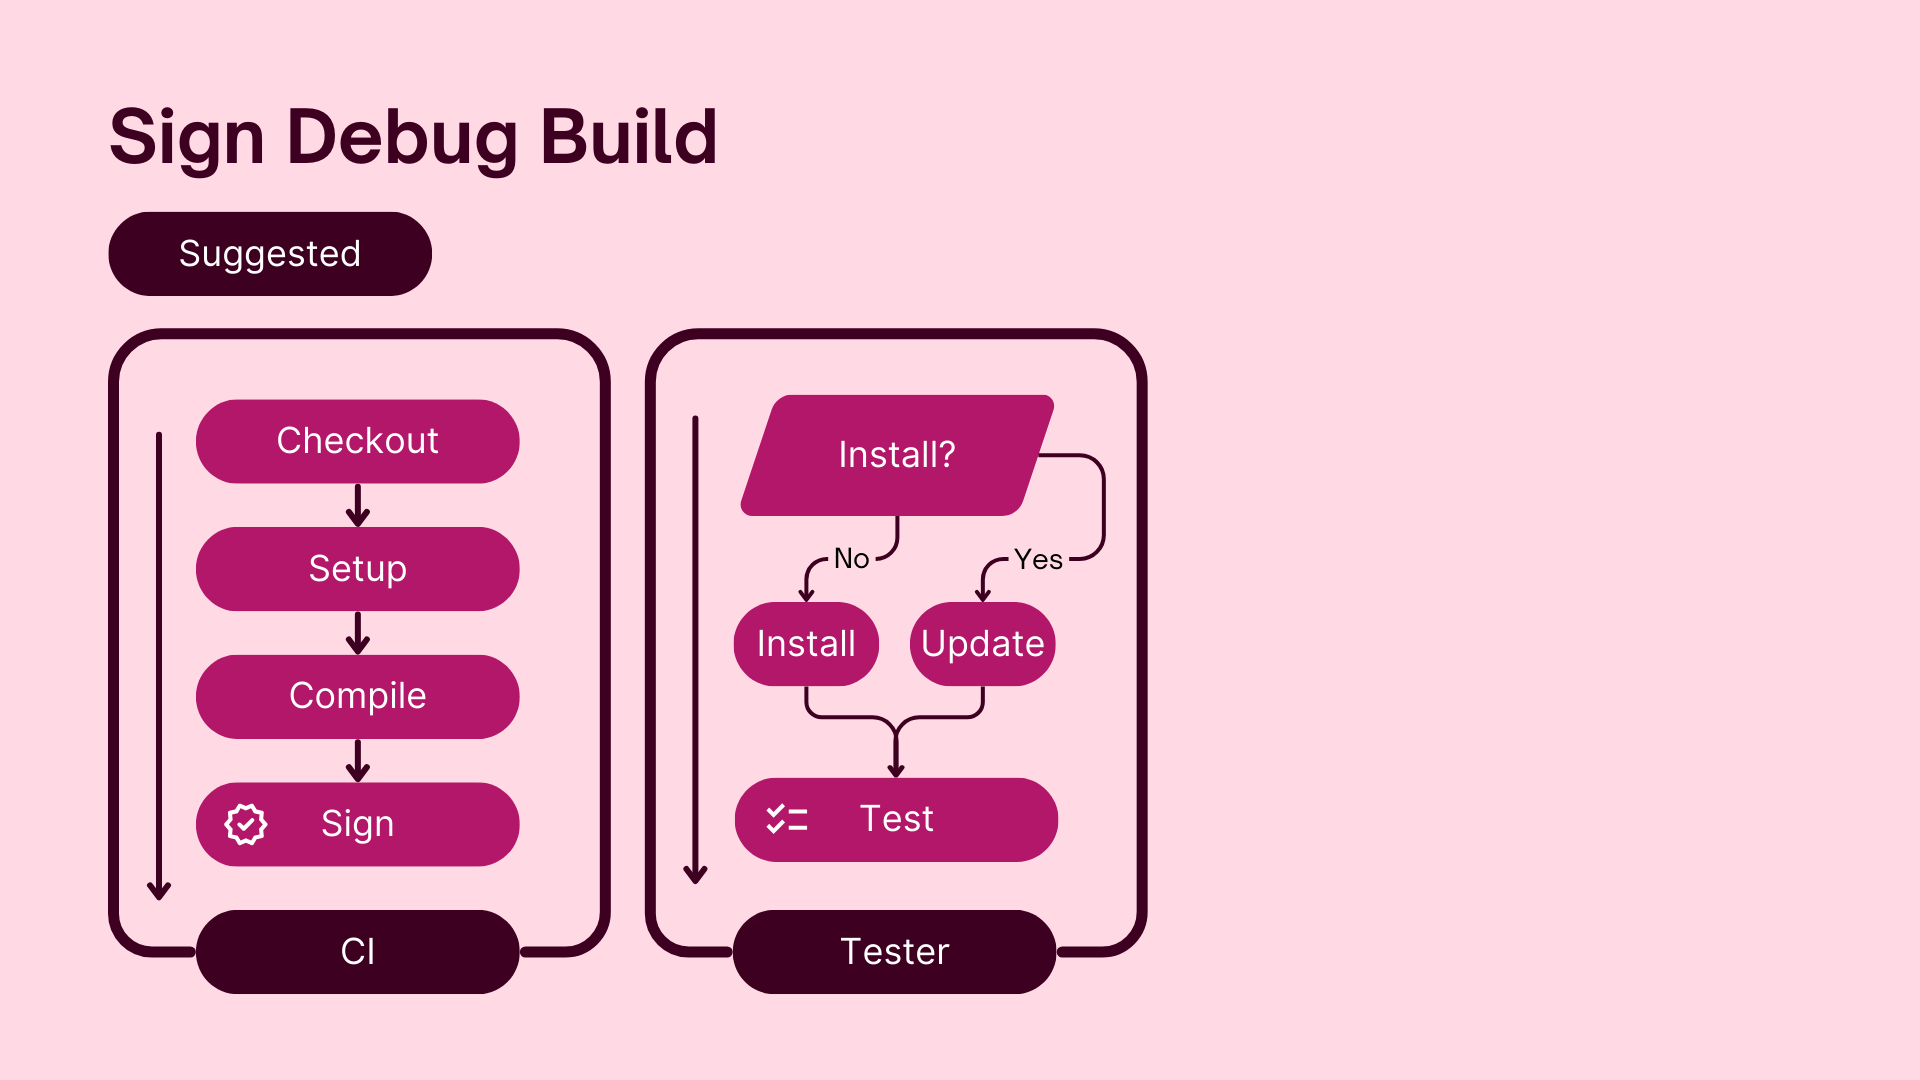 Sign Debug Build
Suggested
Checkout
Setup
Compile
Sign
CI
Install?
No
Yes
Install
Update
Test
Tester